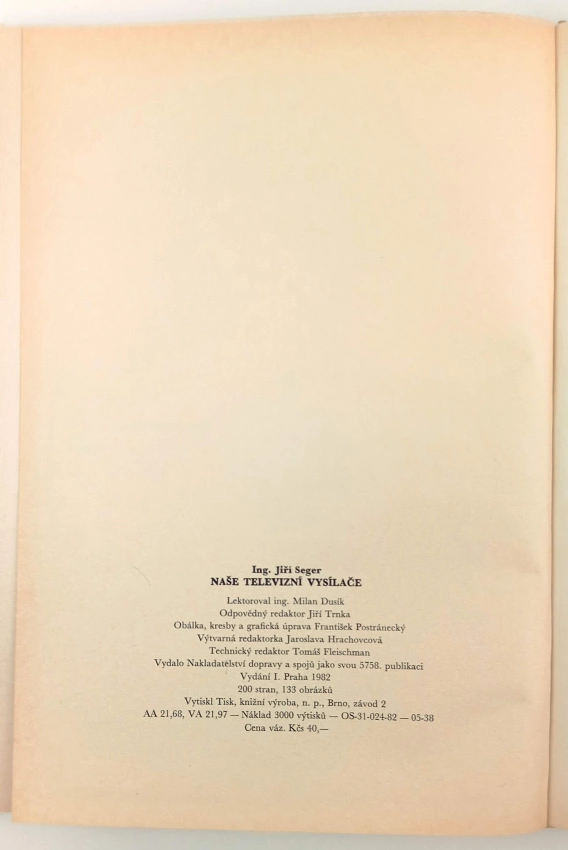 Ing. Jiří Seger
NAŠE TELEVIZNÍ VYSÍLAČE
Lektoroval ing. Milan Dusík
Odpovědný redaktor Jiří Trnka
Obálka, kresby a grafická úprava František Postránecký
Výtvarná redaktorka Jaroslava Hrachovcová
Technický redaktor Tomáš Fleischman
Vydalo Nakladatelství dopravy a spojů jako svou 5758. publikaci
Vydání I. Praha 1982
200 stran, 133 obrázků
Vytiskl Tisk, knižní výroba, n. p., Brno, závod 2
AA 21,68, VA 21,97 — Náklad 3000 výtisků — OS-31-024-82 — 05-38
Cena váz. Kčs 40,—